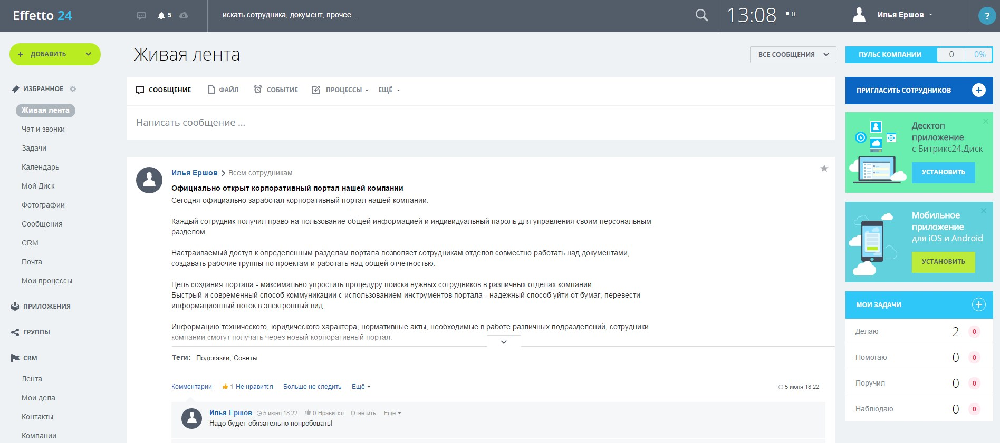 Effetto 24
5
искать сотрудника, документ, прочее...
13:08
0
Илья Ершов
?
ДОБАВИТЬ
ИЗБРАННОЕ
Живая лента
Чат и звонки
Задачи
Календарь
Мой Диск
Фотографии
Сообщения
CRM
Почта
Мои процессы
ПРИЛОЖЕНИЯ
ГРУППЫ
CRM
Лента
Мои дела
Контакты
Компании
Живая лента
ВСЕ СООБЩЕНИЯ
СООБЩЕНИЕ ФАЙЛ СОБЫТИЕ ПРОЦЕССЫ ЕЩЁ
Написать сообщение ...
Илья Ершов Всем сотрудникам
Официально открыт корпоративный портал нашей компании
Сегодня официально заработал корпоративный портал нашей компании.
Каждый сотрудник получил право на пользование общей информацией и индивидуальный пароль для управления своим персональным
разделом.
Настраиваемый доступ к определенным разделам портала позволяет сотрудникам отделов совместно работать над документами,
создавать рабочие группы по проектам и работать над общей отчетностью.
Цель создания портала - максимально упростить процедуру поиска нужных сотрудников в различных отделах компании.
Быстрый и современный способ коммуникации с использованием инструментов портала - надежный способ уйти от бумаг, перевести
информационный поток в электронный вид.
Информацию технического, юридического характера, нормативные акты, необходимые в работе различных подразделений, сотрудники
компании смогут получать через новый корпоративный портал.
Теги: Подсказки, Советы
Комментарии 1 Не нравится Больше не следить Ещё 5 июня 18:22
Илья Ершов 5 июня 18:22 0 Нравится Ответить Ещё
Надо будет обязательно попробовать!
ПУЛЬС КОМПАНИИ 0 0%
ПРИГЛАСИТЬ СОТРУДНИКОВ
Десктоп
приложение
с Битрикс24.Диск
УСТАНОВИТЬ
Мобильное
приложение
для iOS и Android
УСТАНОВИТЬ
МОИ ЗАДАЧИ
Делаю 2 0
Помогаю 0 0
Поручил 0 0
Наблюдаю 0 0